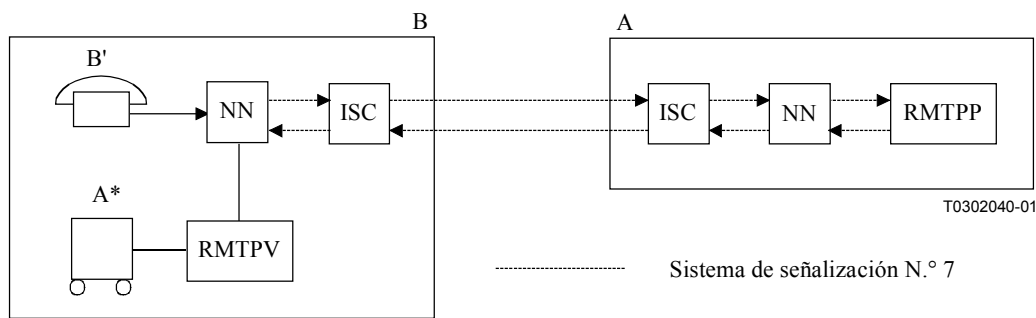 B
A
B'
NN
ISC
ISC
NN
RMTPP
A*
RMTPV
T0302040-01
Sistema de señalización N.° 7